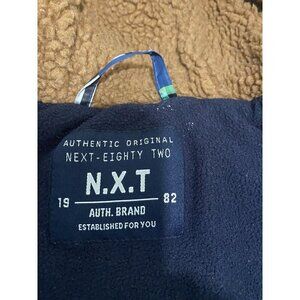 AUTHENTIC ORIGINAL
NEXT-EIGHTY TWO
N.X.T
19 82
AUTH. BRAND
ESTABLISHED FOR YOU